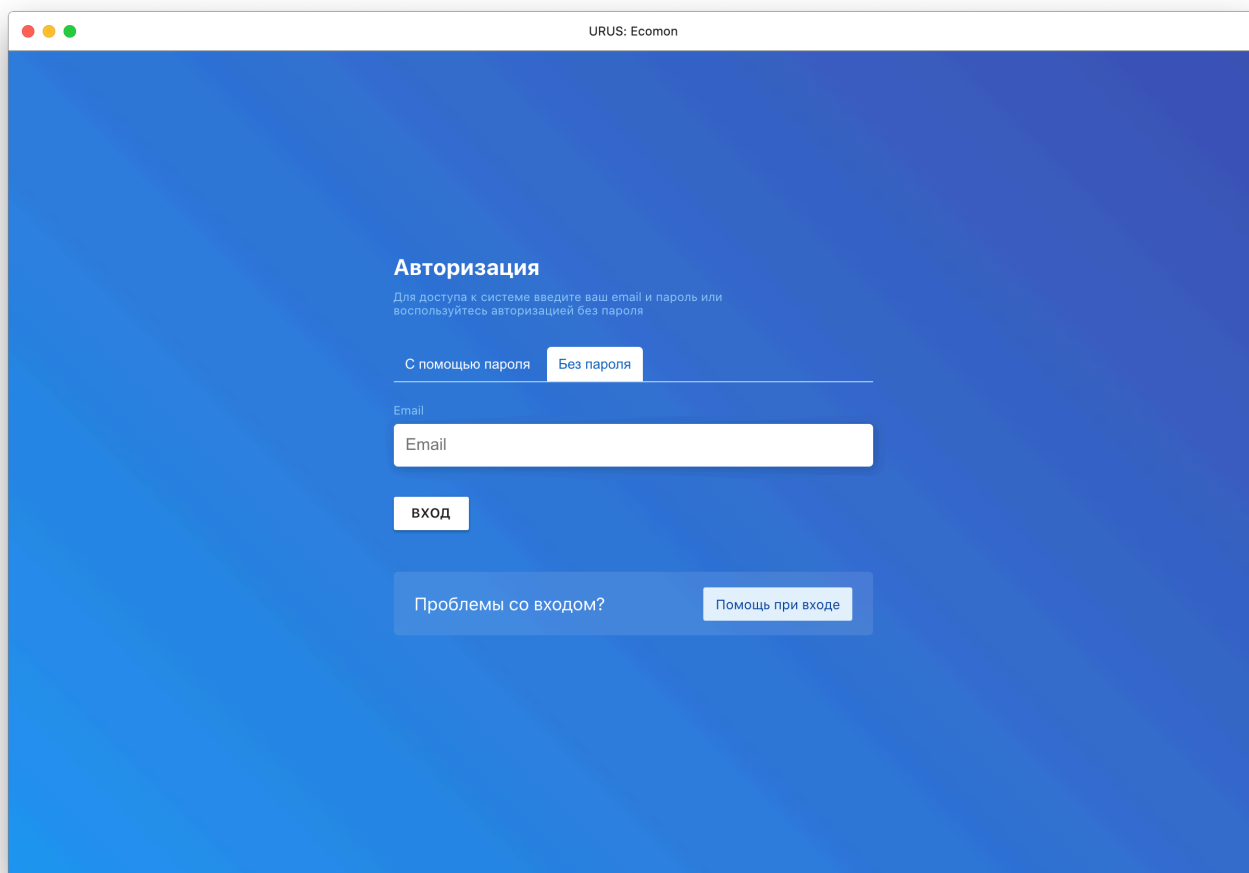 URUS: Ecomon
Авторизация
Для доступа к системе введите ваш email и пароль или
воспользуйтесь авторизацией без пароля
С помощью пароля
Без пароля
Email
Email
ВХОД
Проблемы со входом?
Помощь при входе